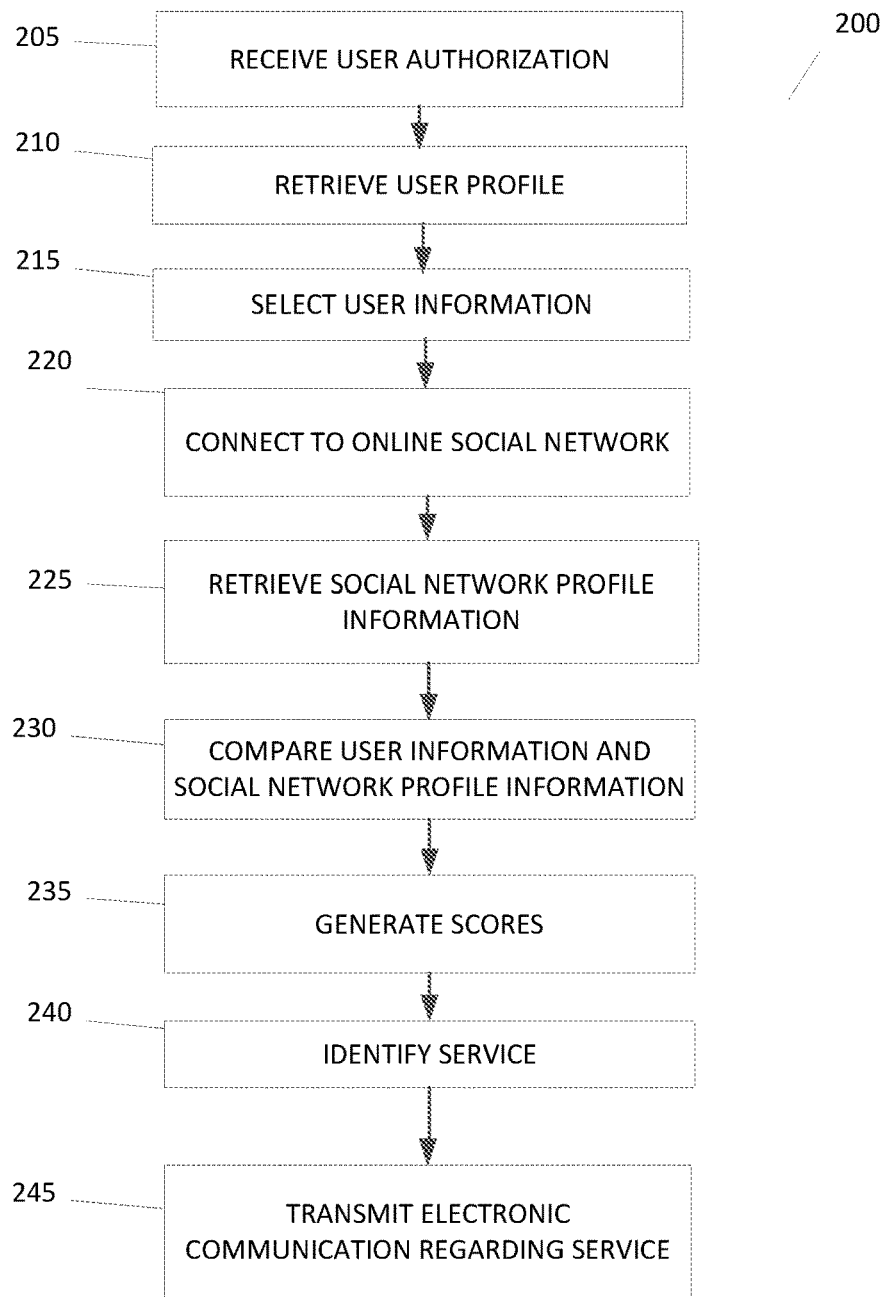 205
RECEIVE USER AUTHORIZATION
200
210
RETRIEVE USER PROFILE
215
SELECT USER INFORMATION
220
CONNECT TO ONLINE SOCIAL NETWORK
225
RETRIEVE SOCIAL NETWORK PROFILE
INFORMATION
230
COMPARE USER INFORMATION AND
SOCIAL NETWORK PROFILE INFORMATION
235
GENERATE SCORES
240
IDENTIFY SERVICE
245
TRANSMIT ELECTRONIC
COMMUNICATION REGARDING SERVICE